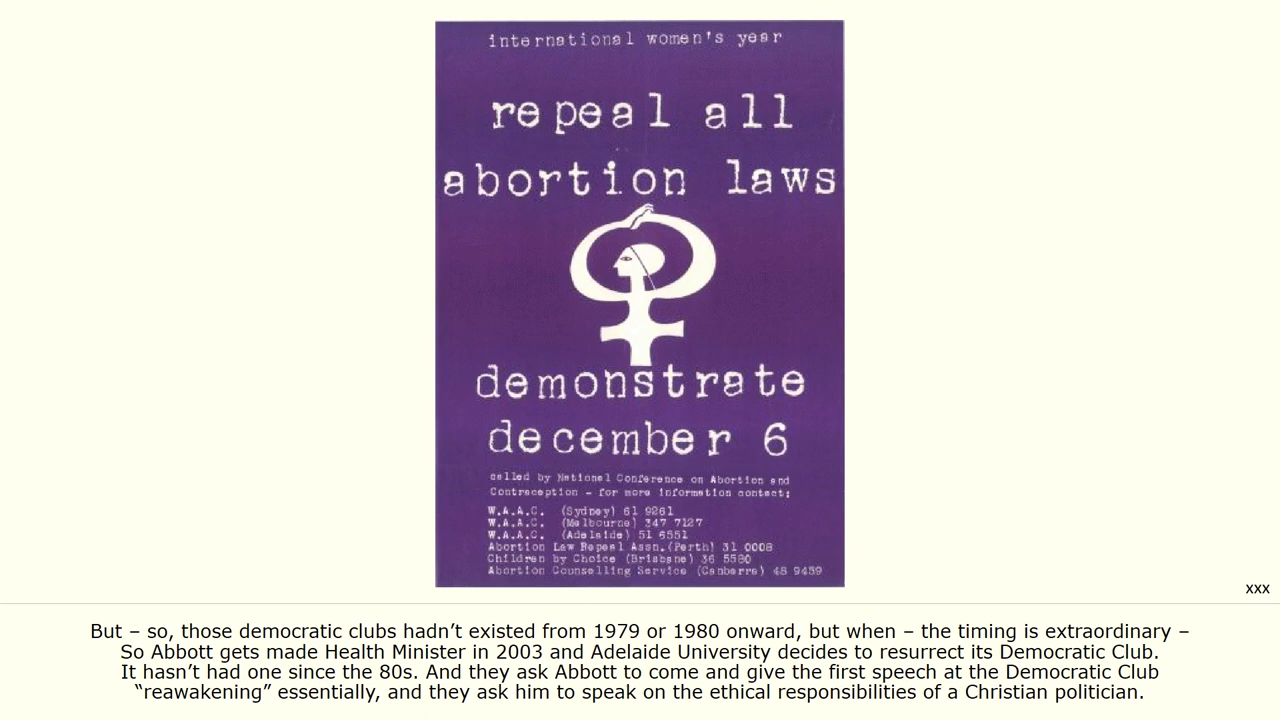 international women's year
repeal all
abortion laws
demonstrate
december 6
called by National Conference on Abortion and
Contraception - for more information contact;
W.A.A.C. (Sydney) 61 9261
W.A.A.C. (Melbourne) 347 7127
W.A.A.C. (Adelaide) 51 6551
Abortion Law Repeal Assn.(Perth) 31 0008
Children by Choice (Brisbane) 36 5580
Abortion Counselling Service (Canberra) 48 9459
xxx
But – so, those democratic clubs hadn’t existed from 1979 or 1980 onward, but when – the timing is extraordinary –
So Abbott gets made Health Minister in 2003 and Adelaide University decides to resurrect its Democratic Club.
It hasn’t had one since the 80s. And they ask Abbott to come and give the first speech at the Democratic Club
“reawakening” essentially, and they ask him to speak on the ethical responsibilities of a Christian politician.